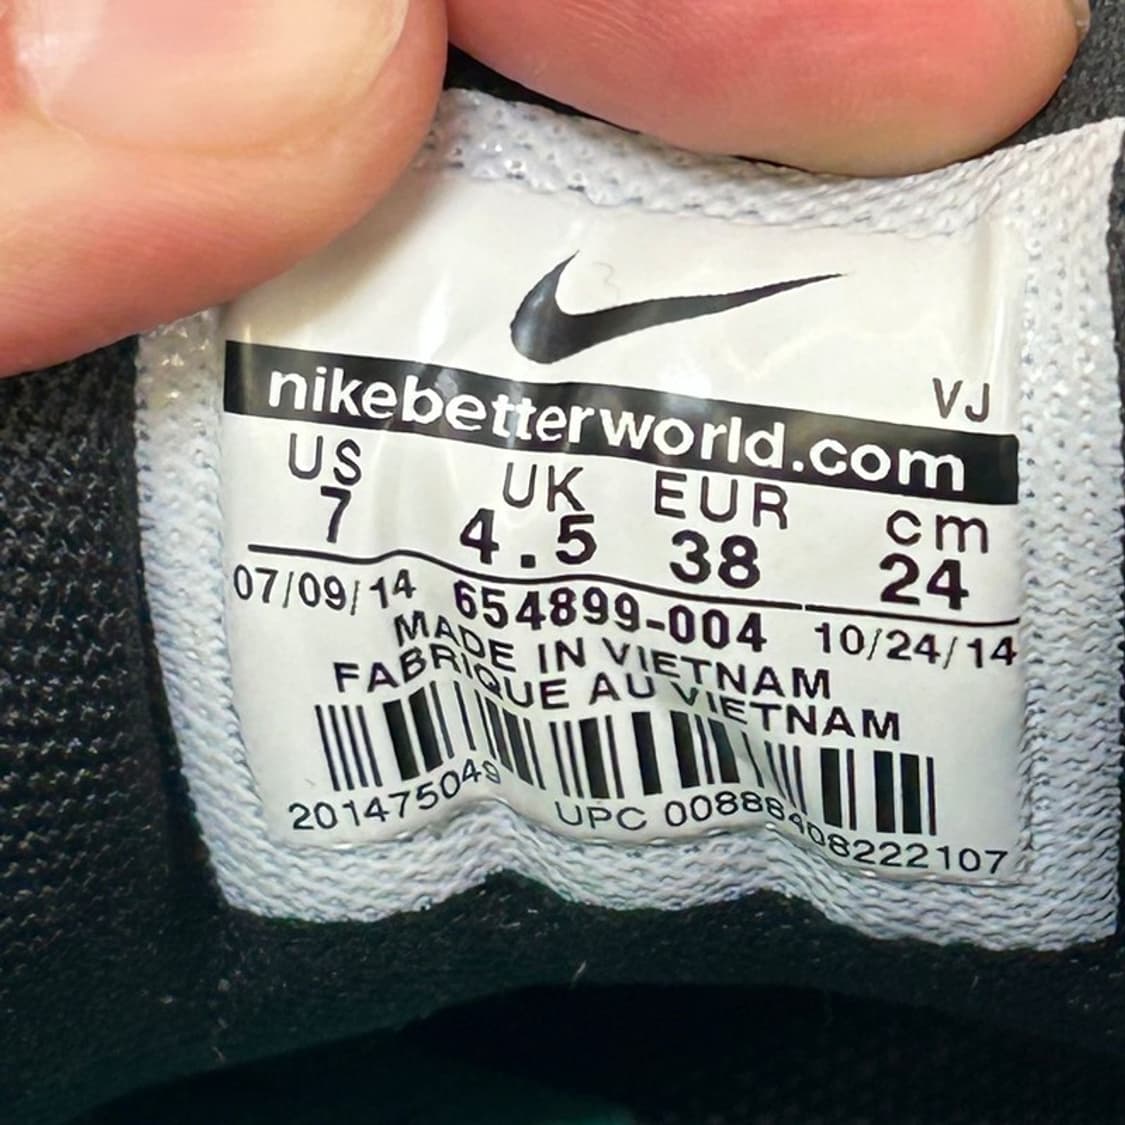 VJ
nikebetterworld.com
US UK EUR cm
7 4.5 38 24
07/09/14 654899-004 10/24/14
MADE IN VIETNAM
FABRIQUE AU VIETNAM
201475049 UPC 00888408222107